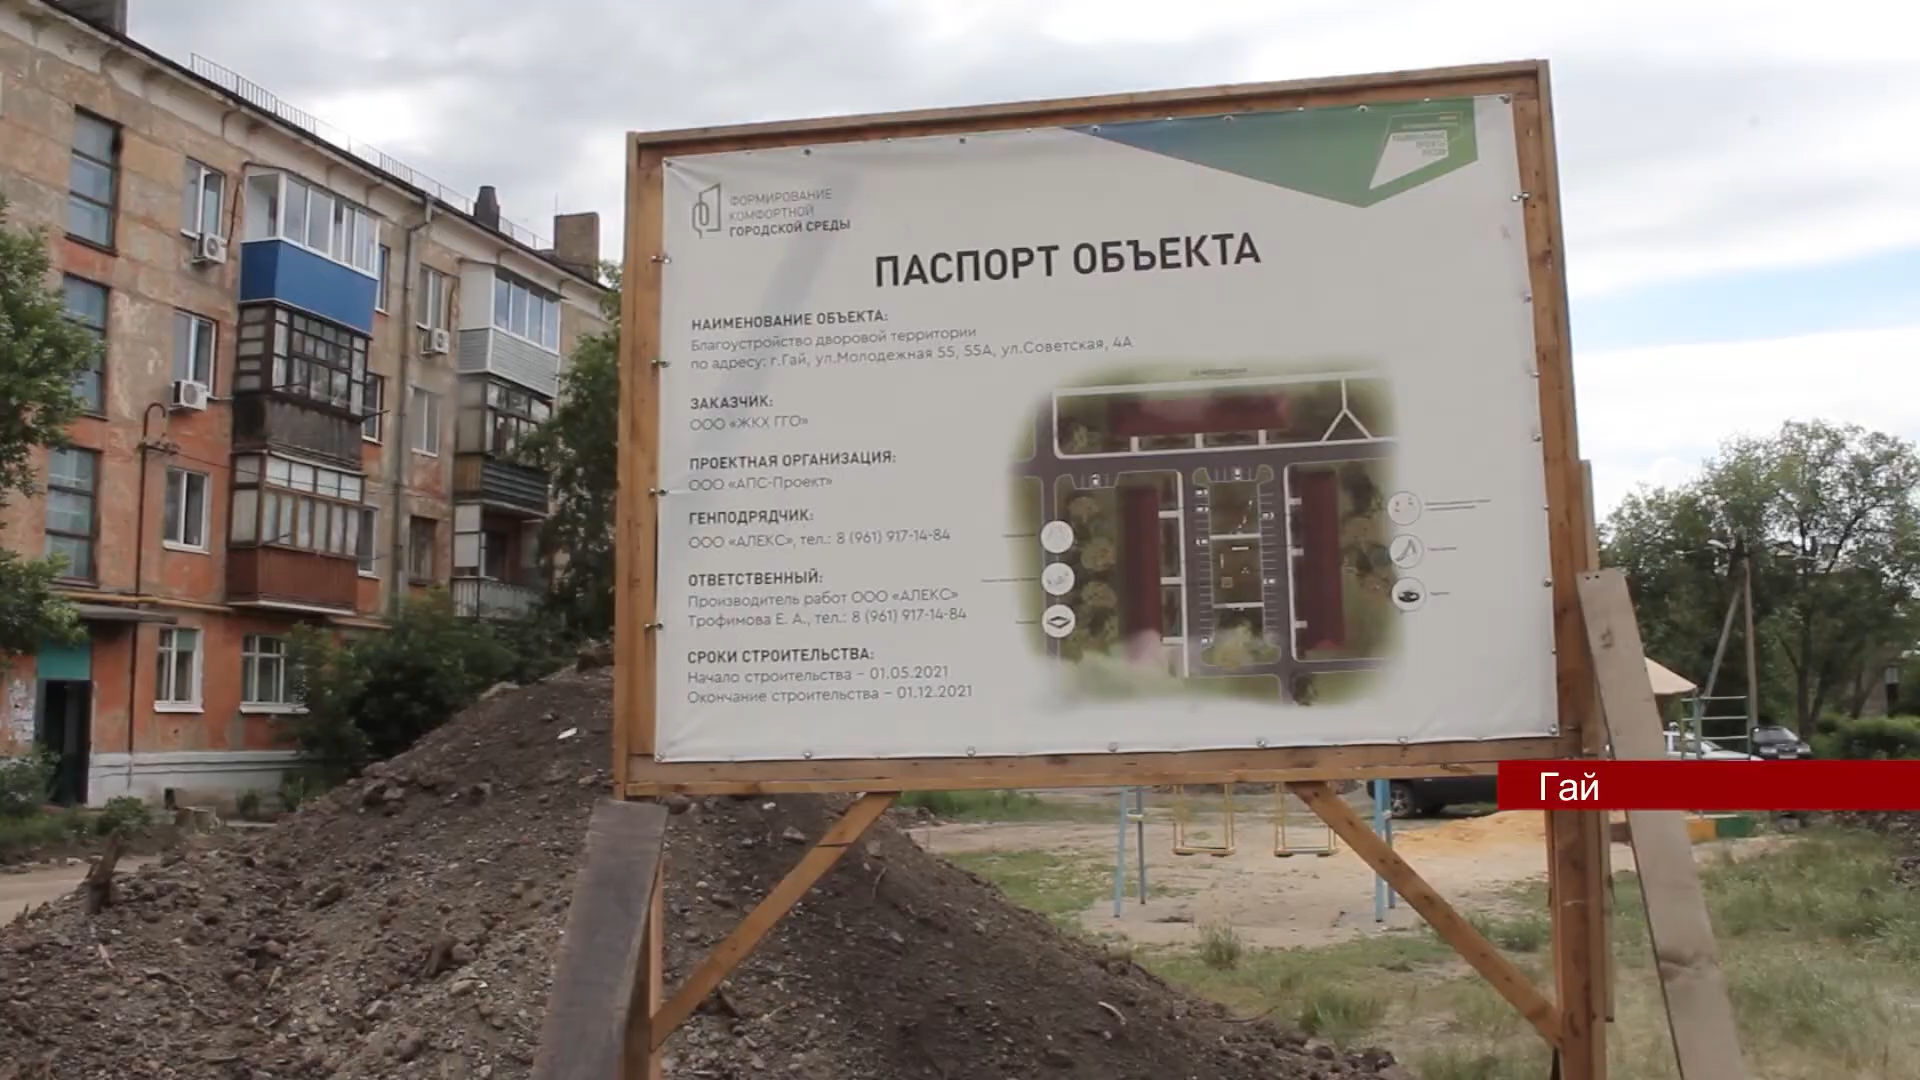 ФОРМИРОВАНИЕ
КОМФОРТНОЙ
ГОРОДСКОЙ СРЕДЫ
НАЦИОНАЛЬНЫЕ
ПРОЕКТЫ
РОССИИ
ПАСПОРТ ОБЪЕКТА
НАИМЕНОВАНИЕ ОБЪЕКТА:
Благоустройство дворовой территории
по адресу: г.Гай, ул.Молодежная 55, 55А, ул.Советская, 4А
ЗАКАЗЧИК:
ООО «ЖКХ ГГО»
ПРОЕКТНАЯ ОРГАНИЗАЦИЯ:
ООО «АПС-Проект»
ГЕНПОДРЯДЧИК:
ООО «АЛЕКС», тел.: 8 (961) 917-14-84
ОТВЕТСТВЕННЫЙ:
Производитель работ ООО «АЛЕКС»
Трофимова Е. А., тел.: 8 (961) 917-14-84
СРОКИ СТРОИТЕЛЬСТВА:
Начало строительства – 01.05.2021
Окончание строительства – 01.12.2021
Гай